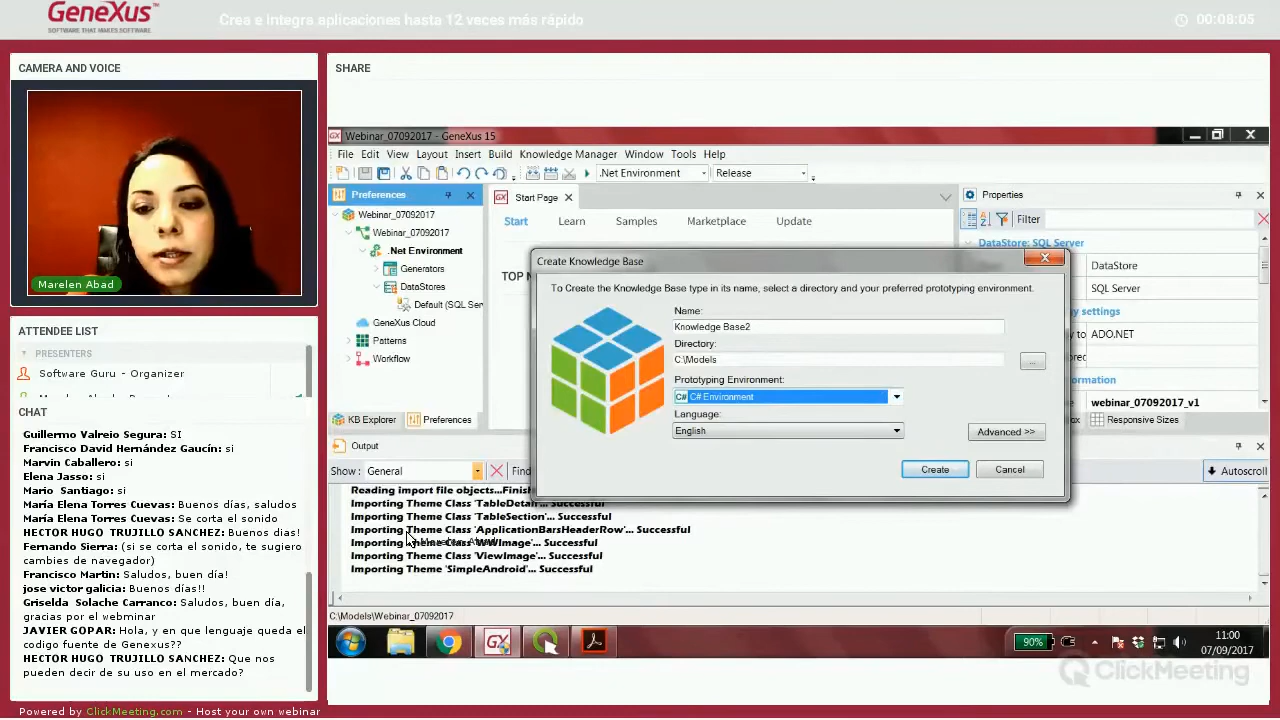 GeneXus™
SOFTWARE THAT MAKES SOFTWARE
Crea e integra aplicaciones hasta 12 veces más rápido
00:08:05
CAMERA AND VOICE
Marelen Abad
ATTENDEE LIST
PRESENTERS
Software Guru - Organizer
CHAT
Guillermo Valreio Segura: SI
Francisco David Hernández Gaucín: si
Marvin Caballero: si
Elena Jasso: si
Mario Santiago: si
María Elena Torres Cuevas: Buenos días, saludos
María Elena Torres Cuevas: Se corta el sonido
HECTOR HUGO TRUJILLO SANCHEZ: Buenos dias!
Fernando Sierra: (si se corta el sonido, te sugiero
cambies de navegador)
Francisco Martin: Saludos, buen día!
jose victor galicia: Buenos días!!
Griselda Solache Carranco: Saludos, buen día,
gracias por el webminar
JAVIER GOPAR: Hola, y en que lenguaje queda el
codigo fuente de Genexus??
HECTOR HUGO TRUJILLO SANCHEZ: Que nos
pueden decir de su uso en el mercado?
Powered by ClickMeeting.com - Host your own webinar
SHARE
GX Webinar_07092017 - GeneXus 15
File Edit View Layout Insert Build Knowledge Manager Window Tools Help
.Net Environment
Release
Preferences
Webinar_07092017
Webinar_07092017
.Net Environment
Generators
DataStores
Default (SQL Ser
GeneXus Cloud
Patterns
Workflow
KB Explorer
Preferences
GX Start Page
Start Learn Samples Marketplace Update
TOP N
Properties
Filter
DataStore: SQL Server
DataStore
SQL Server
y settings
y to
ADO.NET
ormation
webinar_07092017_v1
box
Responsive Sizes
Create Knowledge Base
To Create the Knowledge Base type in its name, select a directory and your preferred prototyping environment.
Name:
Knowledge Base2
Directory:
C:\Models
...
Prototyping Environment:
C# C# Environment
Language:
English
Advanced >>
Create
Cancel
Output
Show: General
Find
Autoscroll
Importing Theme Class 'TableSection'... Successful
Importing Theme Class 'ApplicationBarsHeaderRow'... Successful
Importing Theme Class 'ViewImage'... Successful
Importing Theme 'SimpleAndroid'... Successful
C:\Models\Webinar_07092017
GX
90%
11:00
07/09/2017
ClickMeeting